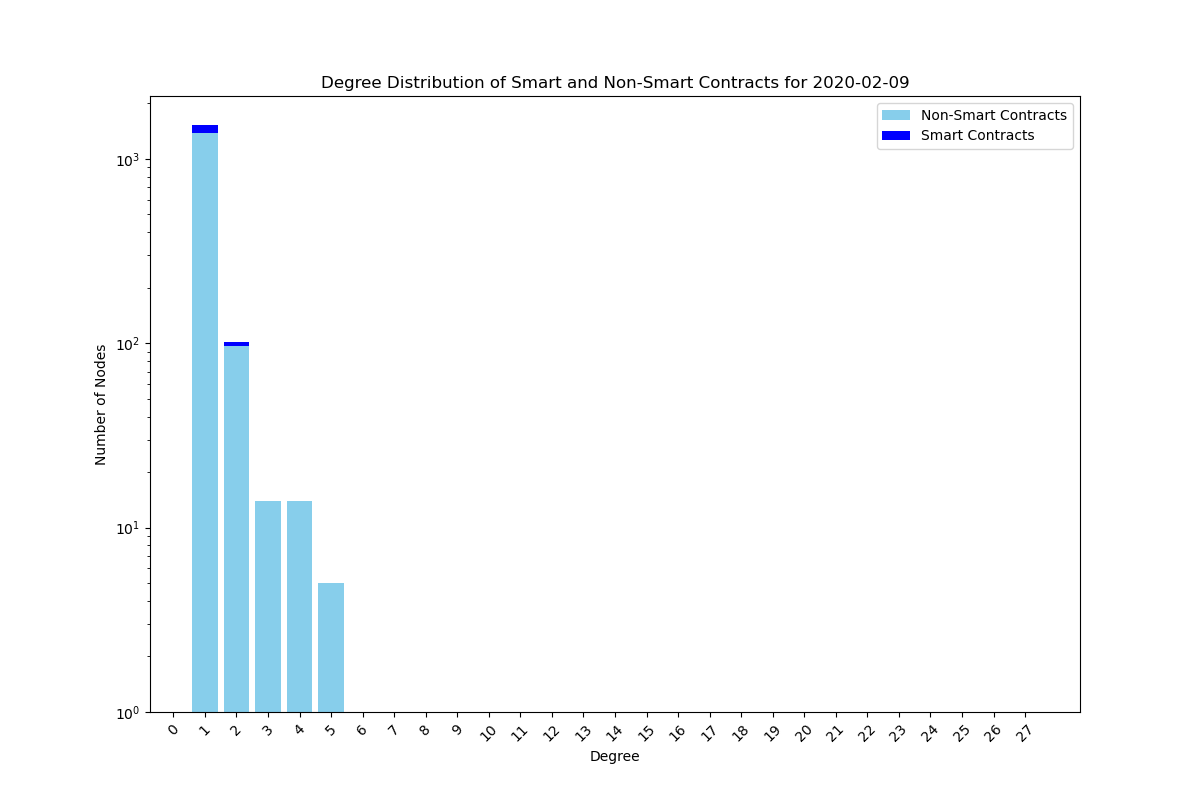 Degree Distribution of Smart and Non-Smart Contracts for 2020-02-09
Non-Smart Contracts
Smart Contracts
Number of Nodes
10³
10²
10¹
10⁰
0 1 2 3 4 5 6 7 8 9 10 11 12 13 14 15 16 17 18 19 20 21 22 23 24 25 26 27
Degree